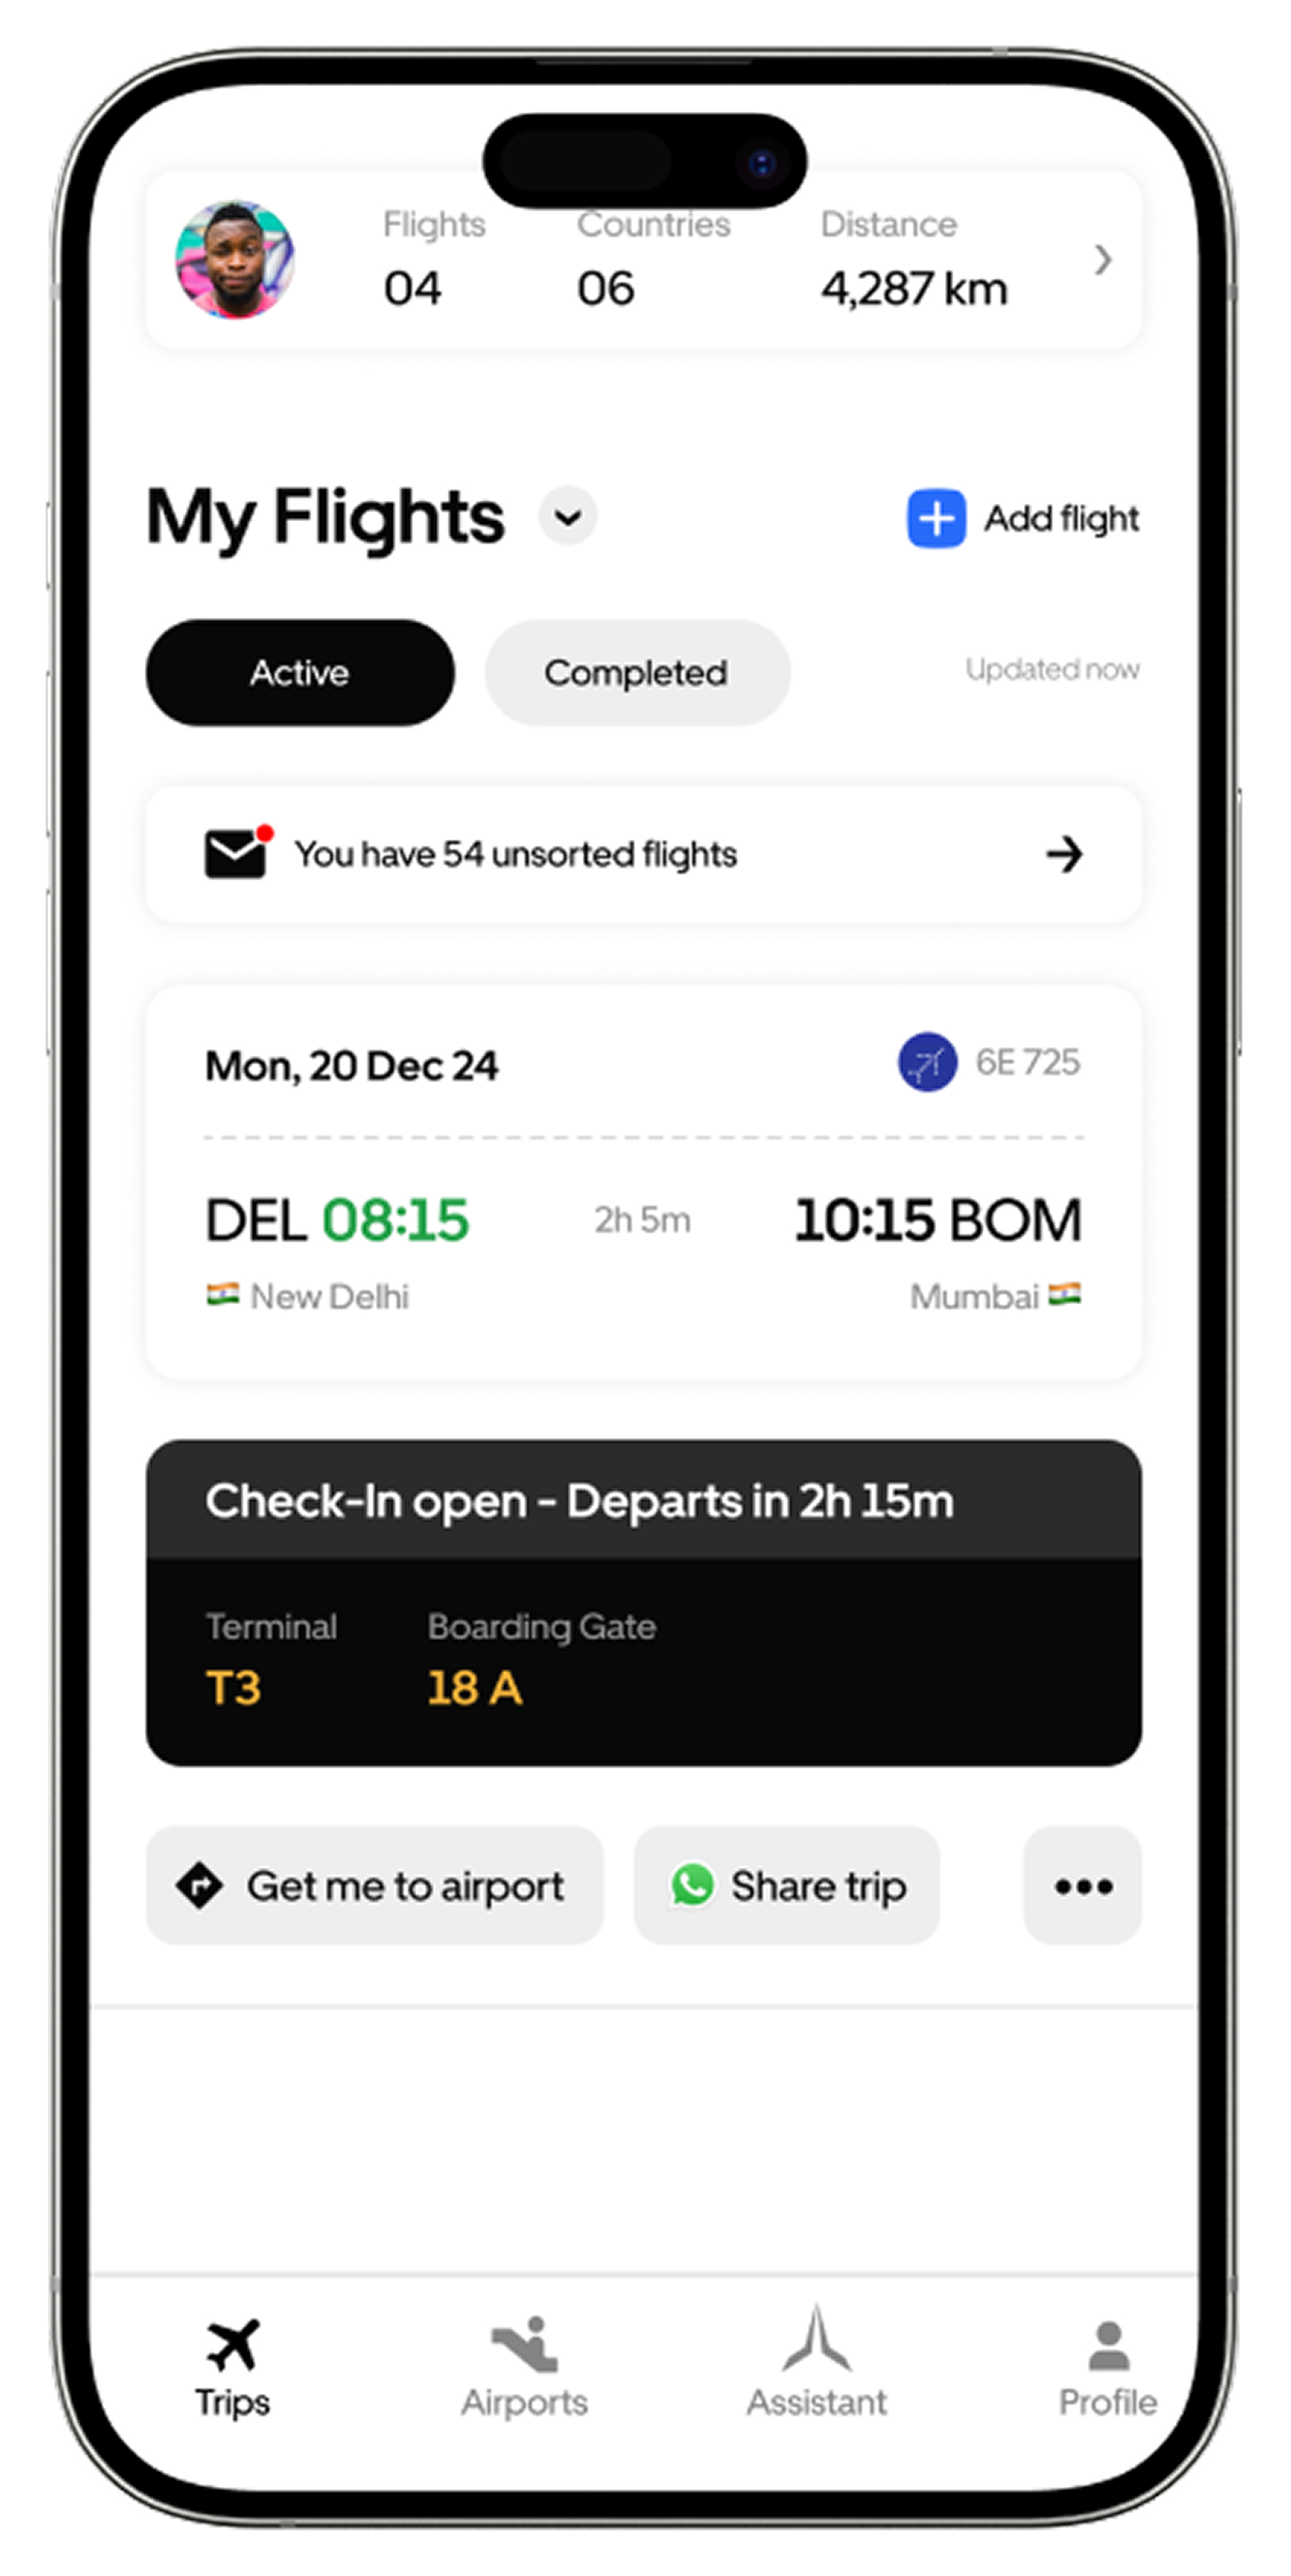 Flights Countries Distance
04 06 4,287 km
My Flights
Add flight
Active Completed Updated now
You have 54 unsorted flights
Mon, 20 Dec 24 6E 725
DEL 08:15 2h 5m 10:15 BOM
New Delhi Mumbai
Check-In open - Departs in 2h 15m
Terminal Boarding Gate
T3 18 A
Get me to airport Share trip
Trips Airports Assistant Profile